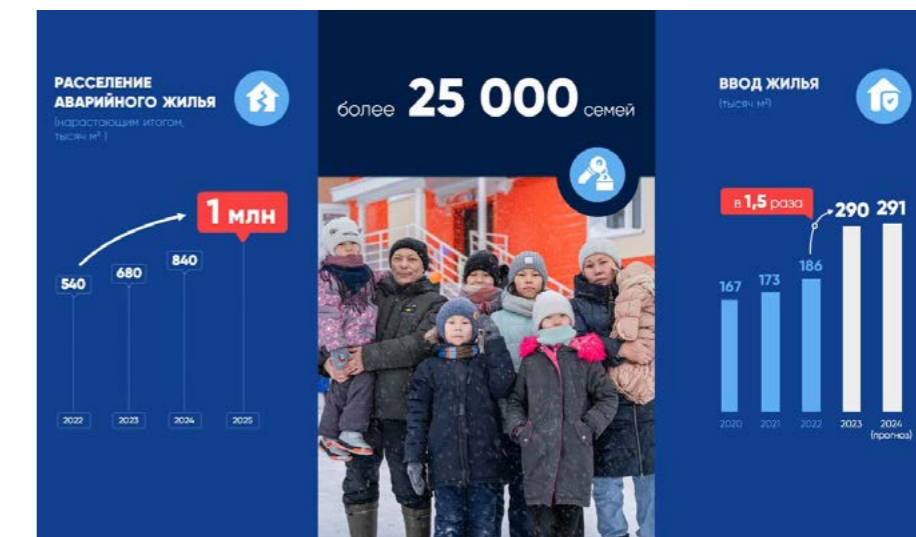 РАССЕЛЕНИЕ
АВАРИЙНОГО ЖИЛЬЯ
(нарастающим итогом,
тысяч м²)
1 млн
840
680
540
2022 2023 2024 2025
более 25 000 семей
ВВОД ЖИЛЬЯ
(тысяч м²)
в 1,5 раза
290 291
186
173
167
2020 2021 2022 2023 2024
(прогноз)